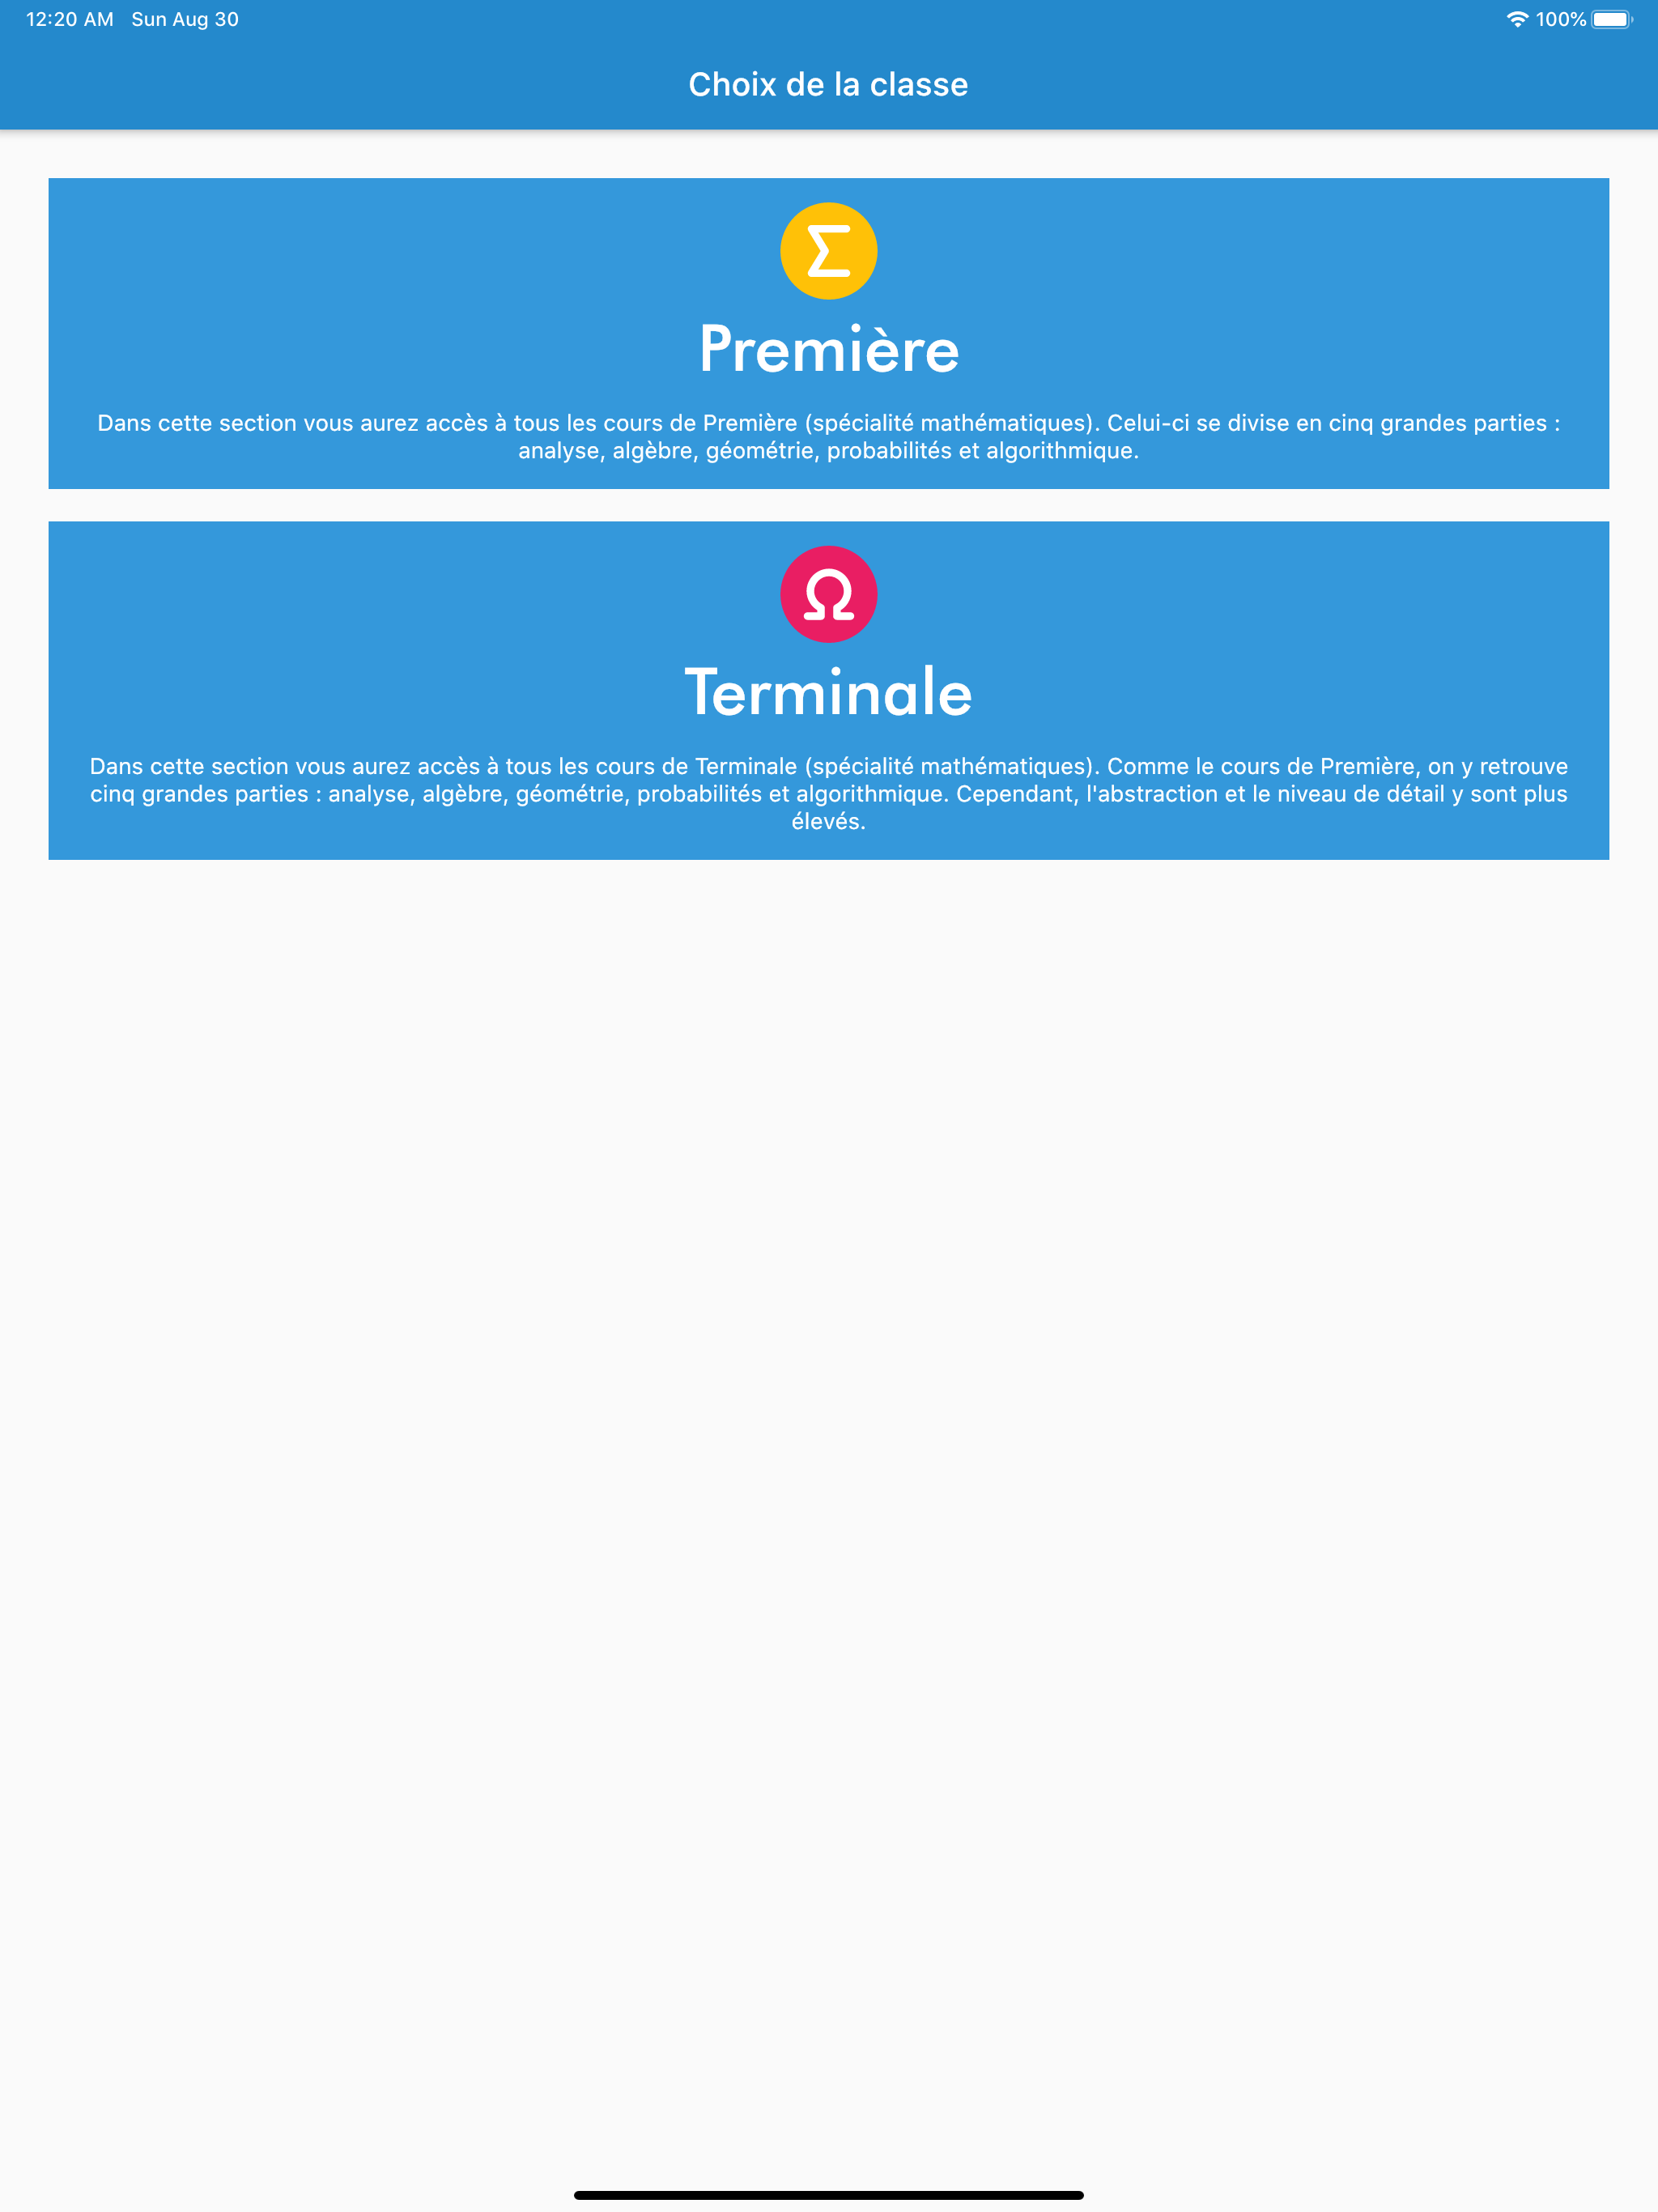 12:20 AM Sun Aug 30 100%
Choix de la classe
Σ
Première
Dans cette section vous aurez accès à tous les cours de Première (spécialité mathématiques). Celui-ci se divise en cinq grandes parties :
analyse, algèbre, géométrie, probabilités et algorithmique.
Ω
Terminale
Dans cette section vous aurez accès à tous les cours de Terminale (spécialité mathématiques). Comme le cours de Première, on y retrouve
cinq grandes parties : analyse, algèbre, géométrie, probabilités et algorithmique. Cependant, l'abstraction et le niveau de détail y sont plus
élevés.